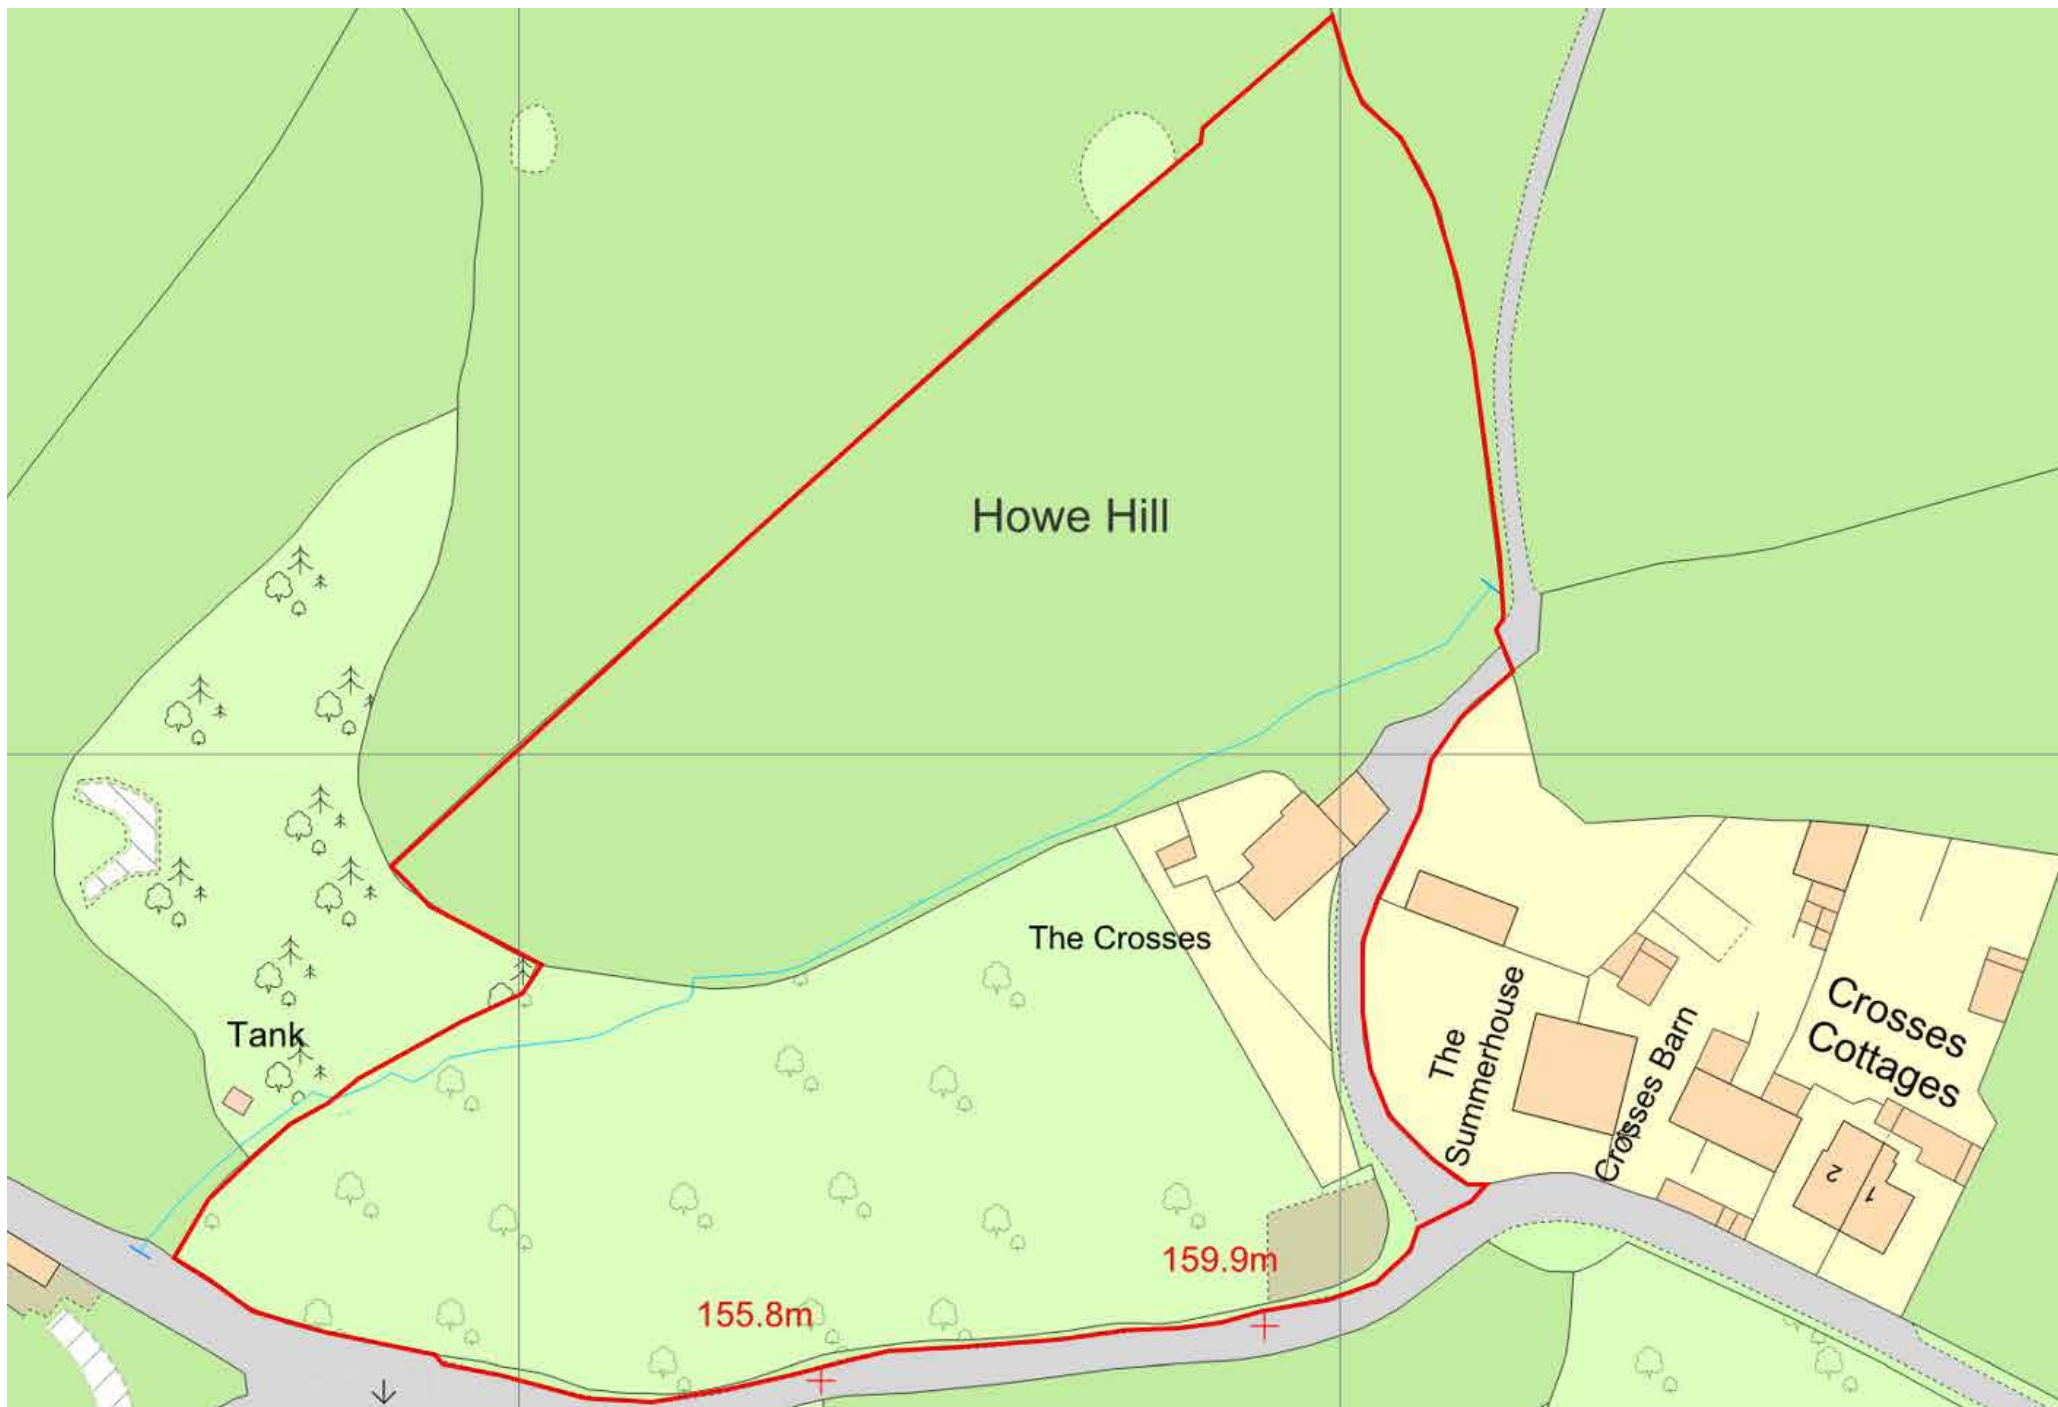 Howe Hill
The Crosses
Tank
The
Summerhouse
Crosses Barn
Crosses
Cottages
2
1
159.9m
155.8m